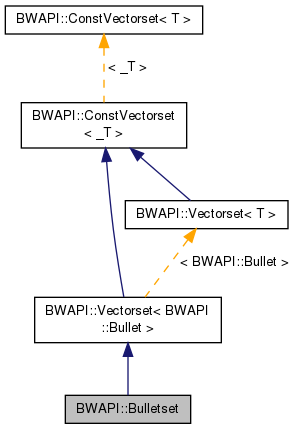 BWAPI::ConstVectorset< T >
< _T >
BWAPI::ConstVectorset
< _T >
BWAPI::Vectorset< T >
< BWAPI::Bullet >
BWAPI::Vectorset< BWAPI
::Bullet >
BWAPI::Bulletset